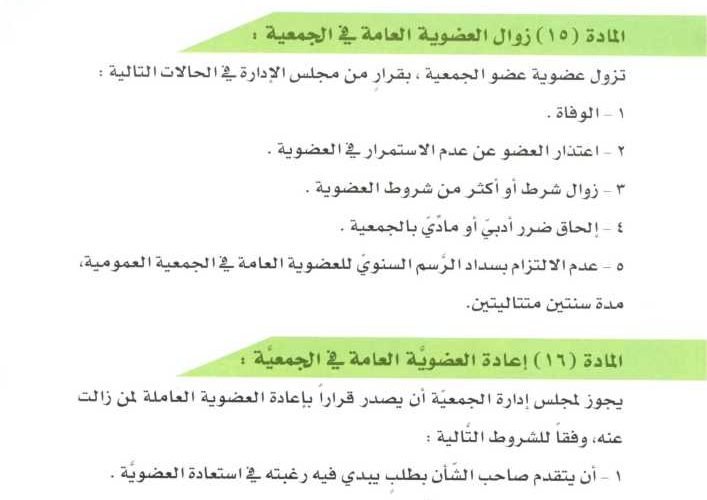 المادة (١٥) زوال العضوية العامة في الجمعية :
تزول عضوية عضو الجمعية ، بقرارٍ من مجلس الإدارة في الحالات التالية :
١ - الوفاة .
٢ - اعتذار العضو عن عدم الاستمرار في العضوية .
٣ - زوال شرط أو أكثر من شروط العضوية .
٤ - إلحاق ضرر أدبيّ أو مادّيّ بالجمعية .
٥ - عدم الالتزام بسداد الرَّسم السنويّ للعضوية العامة في الجمعية العمومية،
مدة سنتين متتاليتين.
المادة (١٦) إعادة العضويَّة العامة في الجمعيَّة :
يجوز لمجلس إدارة الجمعيّة أن يصدر قراراً بإعادة العضوية العاملة لمن زالت
عنه، وفقاً للشروط التَّالية :
١ - أن يتقدم صاحب الشَّأن بطلبٍ يبدي فيه رغبته في استعادة العضويَّة .